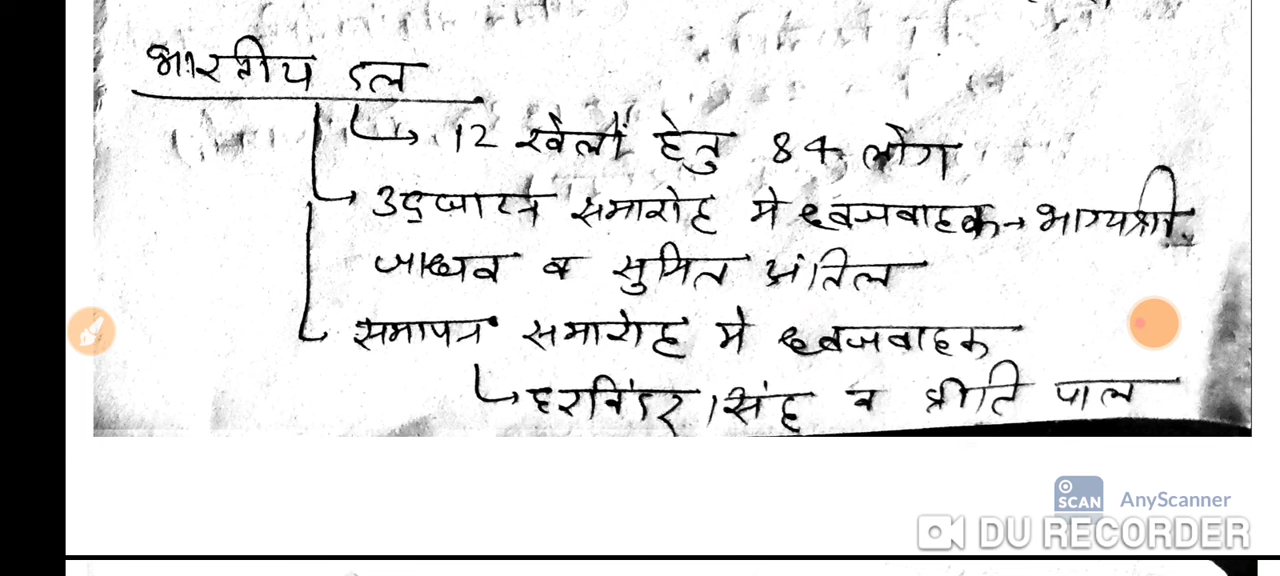 भारतीय दल
12 खेलों हेतु 84 लोग
उद्घाटन समारोह मे ध्वजवाहक → भाग्यश्री
जाधव व सुमित अंतिल
समापन समारोह मे ध्वजवाहक
हरविंदर सिंह व प्रीति पाल
SCAN AnyScanner
DU RECORDER